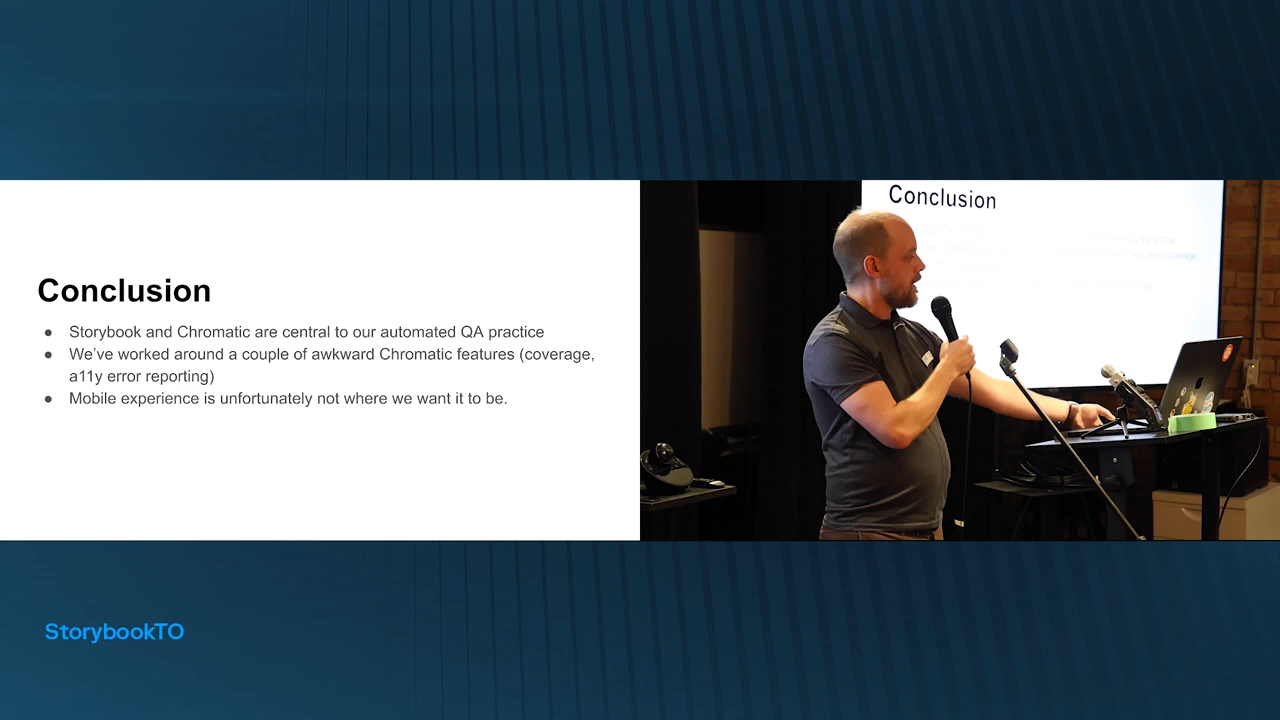 Conclusion
● Storybook and Chromatic are central to our automated QA practice
● We’ve worked around a couple of awkward Chromatic features (coverage,
a11y error reporting)
● Mobile experience is unfortunately not where we want it to be.
Conclusion
StorybookTO